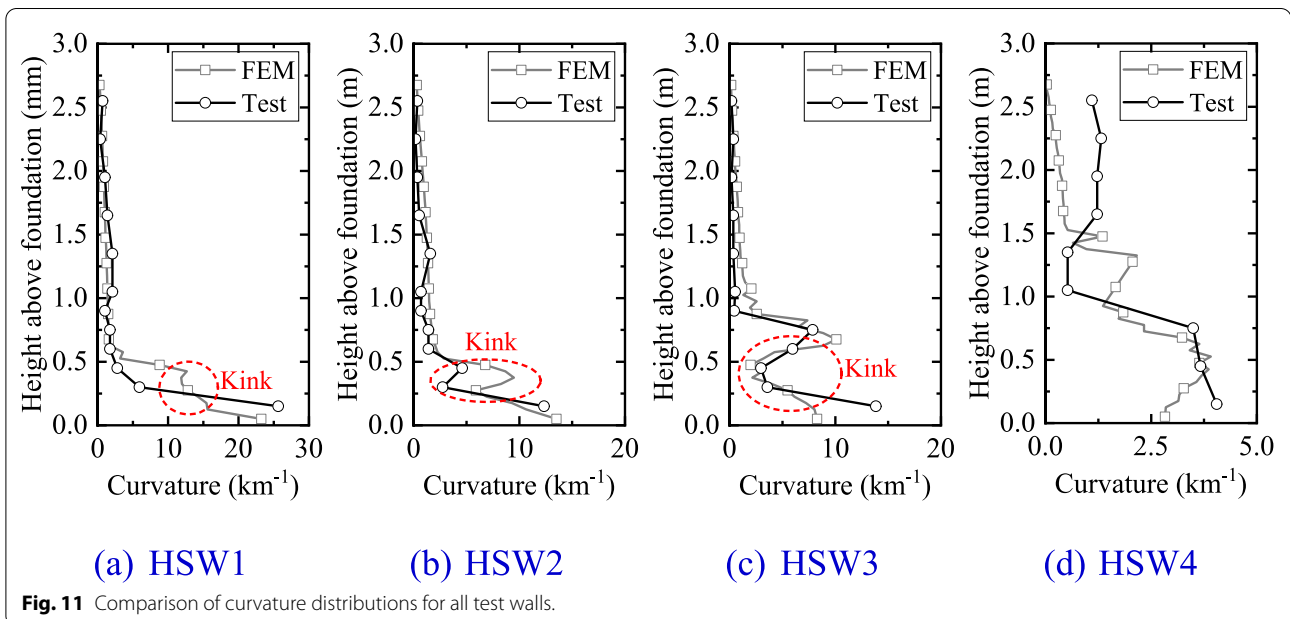 3.0
2.5
2.0
1.5
1.0
0.5
0.0
Height above foundation (mm)
FEM
Test
Kink
0 10 20 30
Curvature (km-1)
(a) HSW1
3.0
2.5
2.0
1.5
1.0
0.5
0.0
Height above foundation (m)
FEM
Test
Kink
0 10 20
Curvature (km-1)
(b) HSW2
3.0
2.5
2.0
1.5
1.0
0.5
0.0
Height above foundation (m)
FEM
Test
Kink
0 10 20
Curvature (km-1)
(c) HSW3
3.0
2.5
2.0
1.5
1.0
0.5
0.0
Height above foundation (m)
FEM
Test
0.0 2.5 5.0
Curvature (km-1)
(d) HSW4
Fig. 11 Comparison of curvature distributions for all test walls.